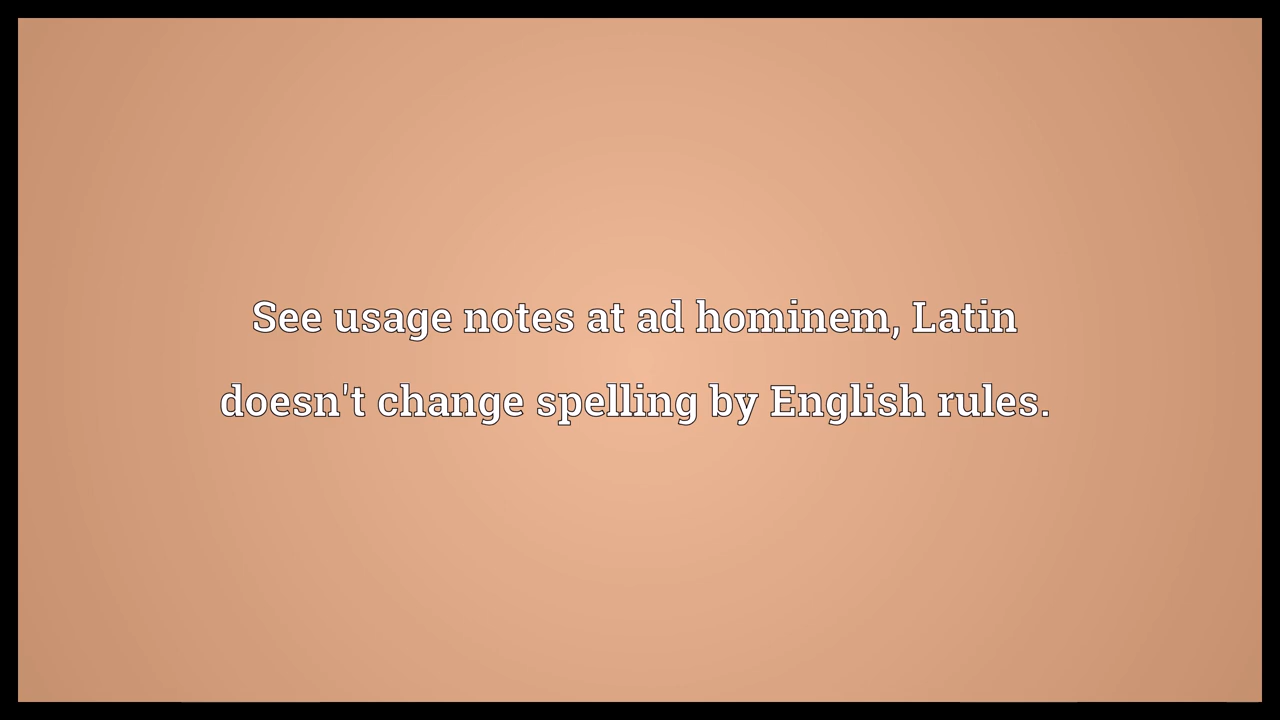 See usage notes at ad hominem, Latin
doesn't change spelling by English rules.